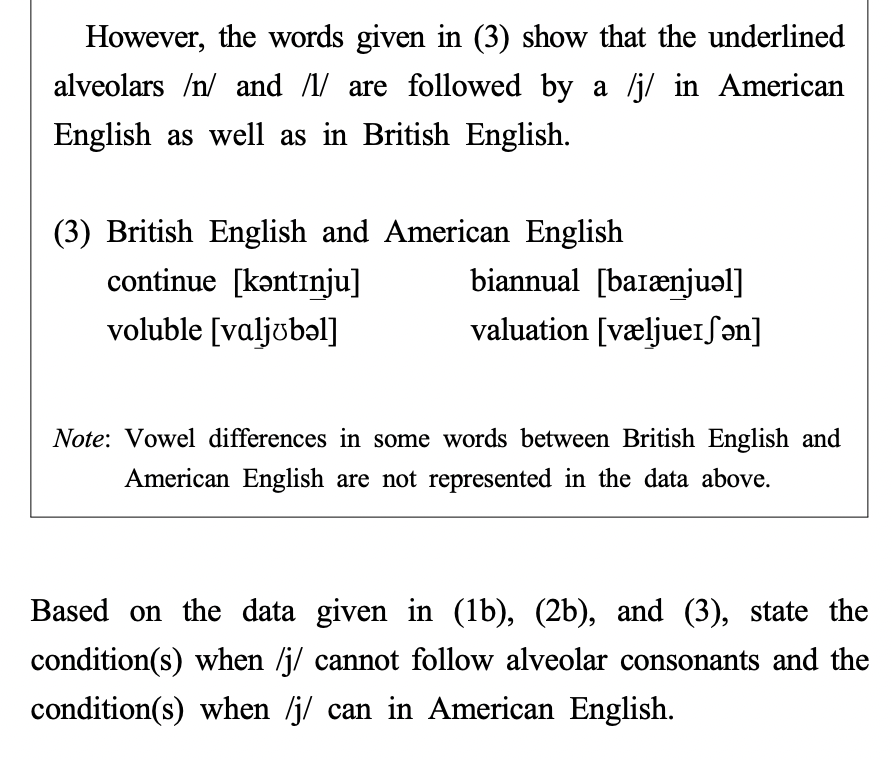 However, the words given in (3) show that the underlined
alveolars /n/ and /l/ are followed by a /j/ in American
English as well as in British English.
(3) British English and American English
continue [kəntɪnju] biannual [baɪænjuəl]
voluble [vɑljʊbəl] valuation [væljueɪʃən]
Note: Vowel differences in some words between British English and
American English are not represented in the data above.
Based on the data given in (1b), (2b), and (3), state the
condition(s) when /j/ cannot follow alveolar consonants and the
condition(s) when /j/ can in American English.